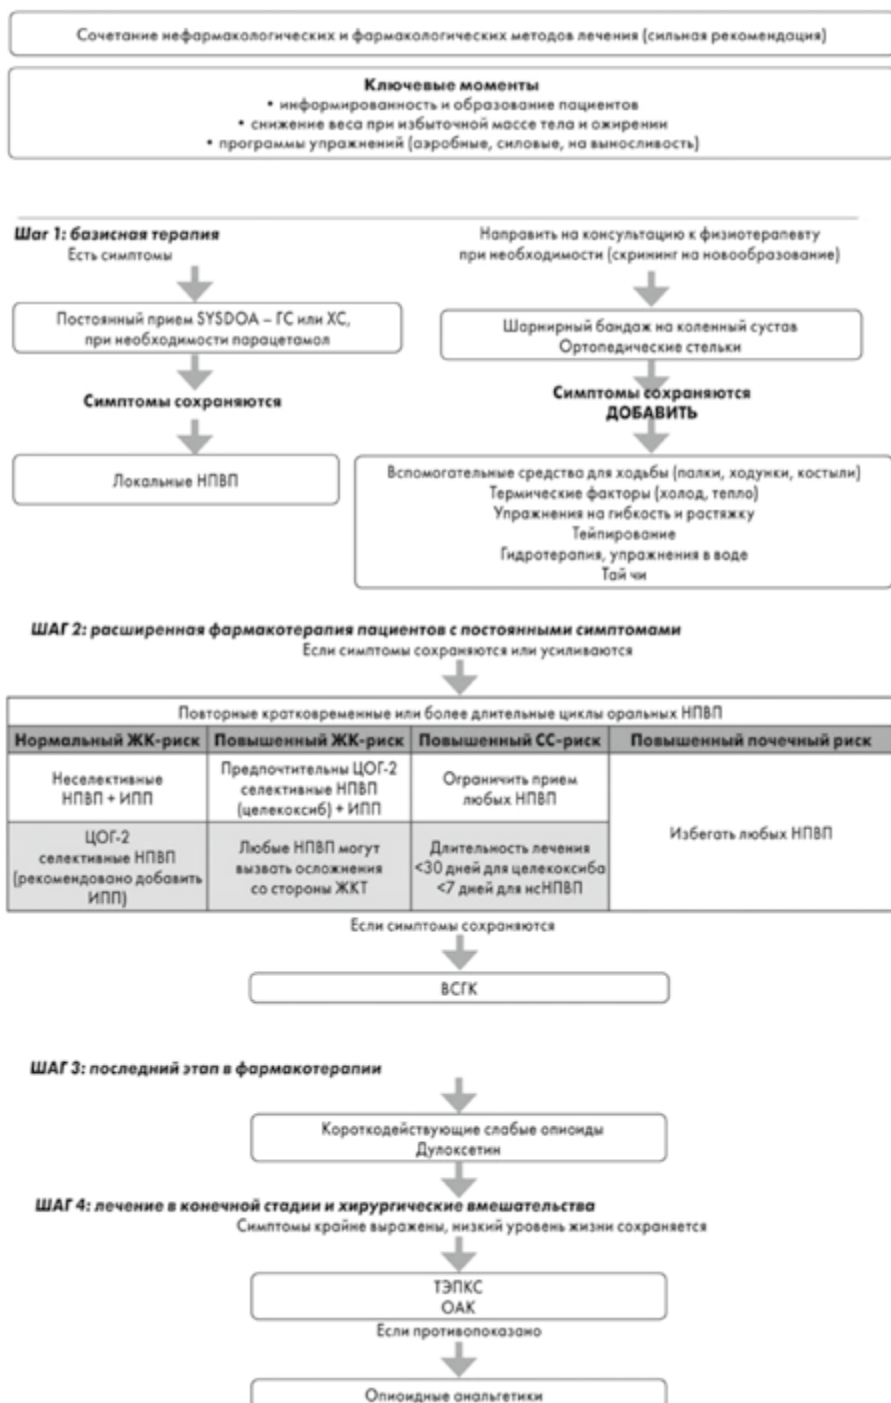 Сочетание нефармакологических и фармакологических методов лечения (сильная рекомендация)
Ключевые моменты
• информированность и образование пациентов
• снижение веса при избыточной массе тела и ожирении
• программы упражнений (аэробные, силовые, на выносливость)
Шаг 1: базисная терапия
Есть симптомы
Постоянный прием SYSDOA – ГС или ХС,
при необходимости парацетамол
Симптомы сохраняются
Локальные НПВП
Направить на консультацию к физиотерапевту
при необходимости (скрининг на новообразование)
Шарнирный бандаж на коленный сустав
Ортопедические стельки
Симптомы сохраняются
ДОБАВИТЬ
Вспомогательные средства для ходьбы (палки, ходунки, костыли)
Термические факторы (холод, тепло)
Упражнения на гибкость и растяжку
Тейпирование
Гидротерапия, упражнения в воде
Тай чи
ШАГ 2: расширенная фармакотерапия пациентов с постоянными симптомами
Если симптомы сохраняются или усиливаются
Повторные кратковременные или более длительные циклы оральных НПВП
Нормальный ЖК-риск
Повышенный ЖК-риск
Повышенный СС-риск
Повышенный почечный риск
Неселективные
НПВП + ИПП
Предпочтительны ЦОГ-2
селективные НПВП
(целекоксиб) + ИПП
Ограничить прием
любых НПВП
Избегать любых НПВП
ЦОГ-2
селективные НПВП
(рекомендовано добавить
ИПП)
Любые НПВП могут
вызвать осложнения
со стороны ЖКТ
Длительность лечения
<30 дней для целекоксиба
<7 дней для нсНПВП
Если симптомы сохраняются
ВСГК
ШАГ 3: последний этап в фармакотерапии
Короткодействующие слабые опиоиды
Дулоксетин
ШАГ 4: лечение в конечной стадии и хирургические вмешательства
Симптомы крайне выражены, низкий уровень жизни сохраняется
ТЭПКС
ОАК
Если противопоказано
Опиоидные анальгетики